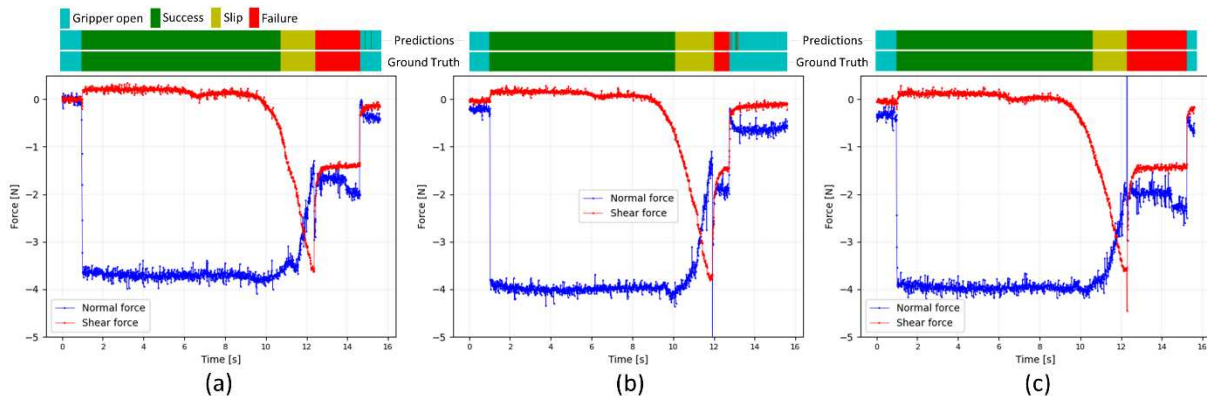 Gripper open Success Slip Failure
Predictions Predictions
Ground Truth Ground Truth
0 0 0
−1 −1 −1
−2 −2 −2
−3 −3 −3
−4 −4 −4
−5 −5 −5
Force [N] Force [N] Force [N]
Normal force
Shear force
Normal force
Shear force
Normal force
Shear force
0 2 4 6 8 10 12 14 16 0 2 4 6 8 10 12 14 16 0 2 4 6 8 10 12 14 16
Time [s] Time [s] Time [s]
(a) (b) (c)